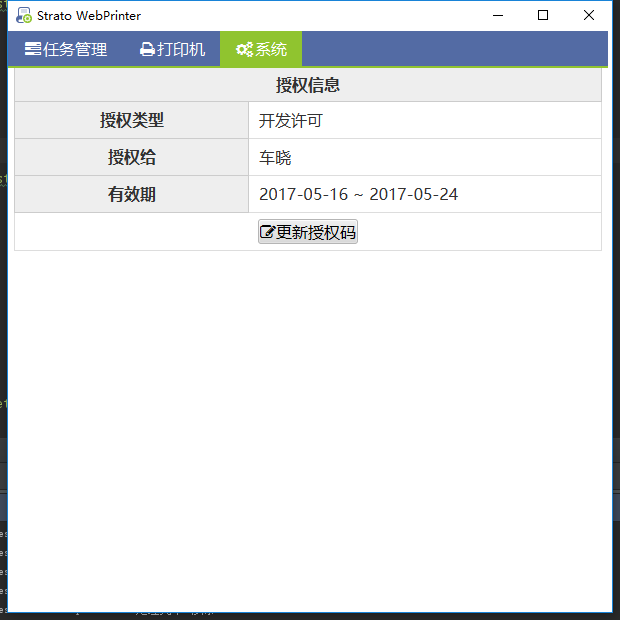 Strato WebPrinter
任务管理 打印机 系统
授权信息
授权类型 开发许可
授权给 车晓
有效期 2017-05-16 ~ 2017-05-24
更新授权码